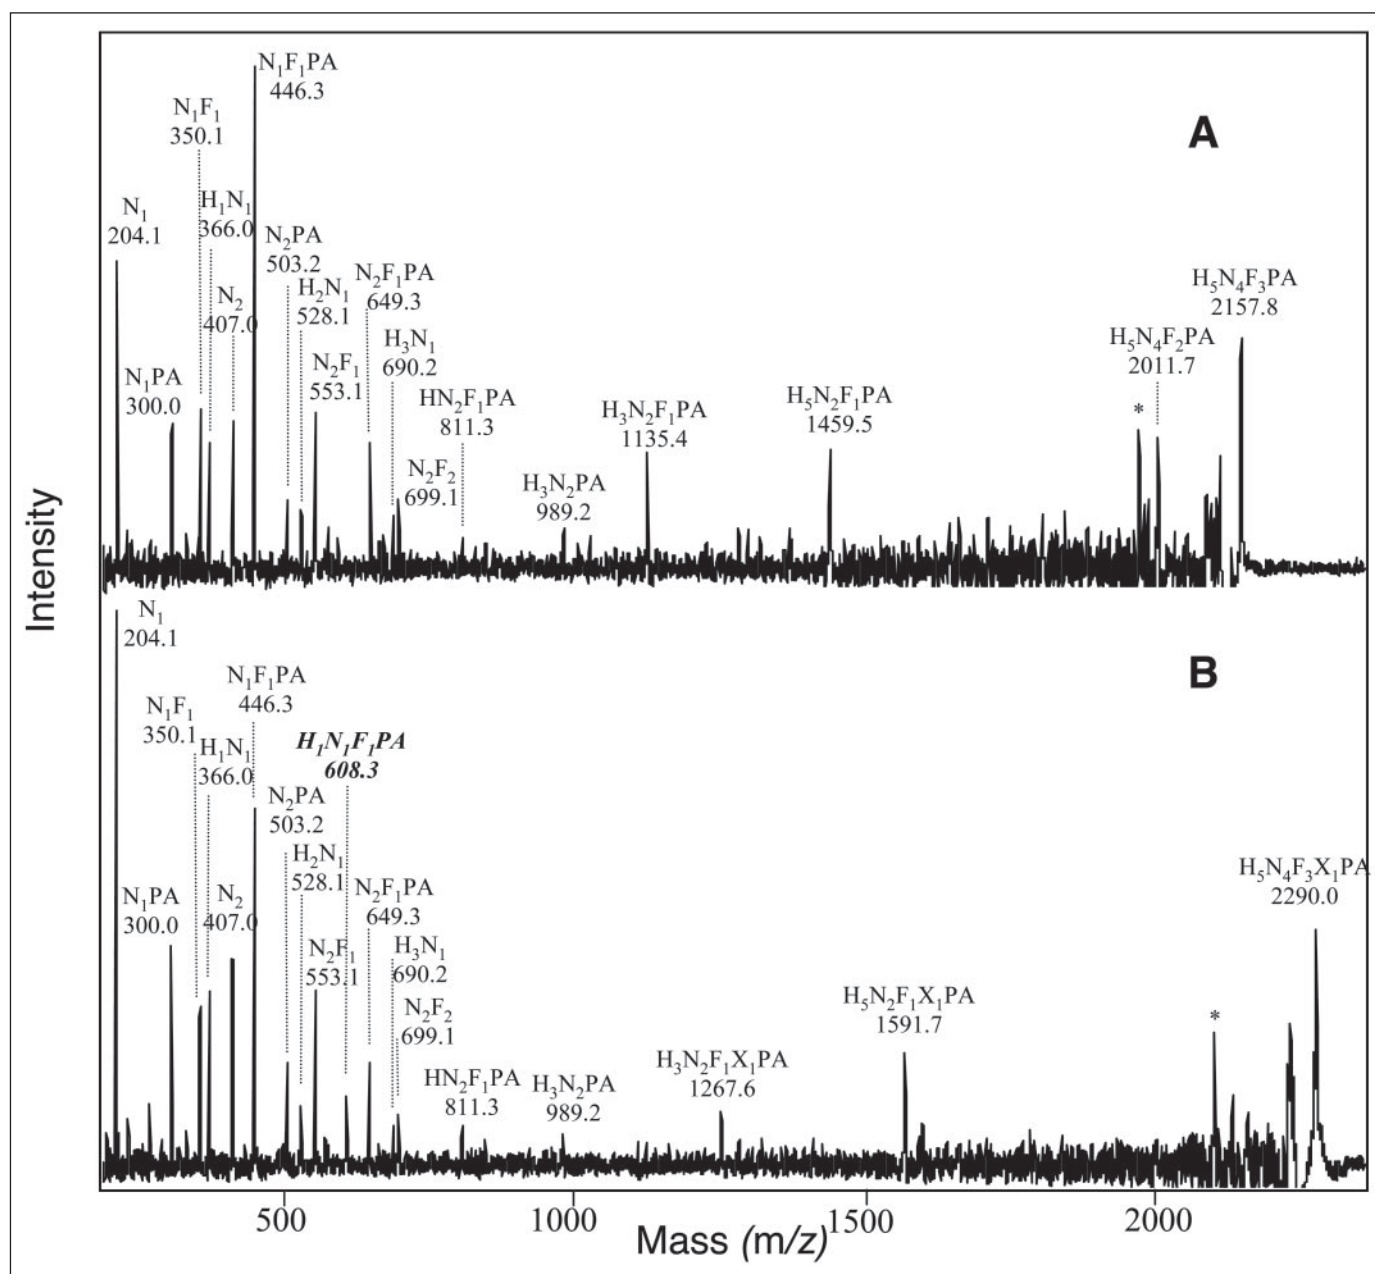 Intensity
A
N₁F₁PA
446.3
N₁F₁
350.1
H₁N₁
366.0
N₁
204.1
N₂PA
503.2
N₂F₁PA
649.3
H₂N₁
528.1
N₂
407.0
H₃N₁
690.2
N₁PA
300.0
N₂F₁
553.1
HN₂F₁PA
811.3
N₂F₂
699.1
H₃N₂PA
989.2
H₃N₂F₁PA
1135.4
H₅N₂F₁PA
1459.5
*
H₅N₄F₂PA
2011.7
H₅N₄F₃PA
2157.8
B
N₁
204.1
N₁F₁PA
446.3
N₁F₁
350.1
H₁N₁
366.0
H₁N₁F₁PA
608.3
N₂PA
503.2
H₂N₁
528.1
N₁PA
300.0
N₂
407.0
N₂F₁PA
649.3
N₂F₁
553.1
H₃N₁
690.2
N₂F₂
699.1
HN₂F₁PA
811.3
H₃N₂PA
989.2
H₃N₂F₁X₁PA
1267.6
H₅N₂F₁X₁PA
1591.7
*
H₅N₄F₃X₁PA
2290.0
500 1000 1500 2000
Mass (m/z)